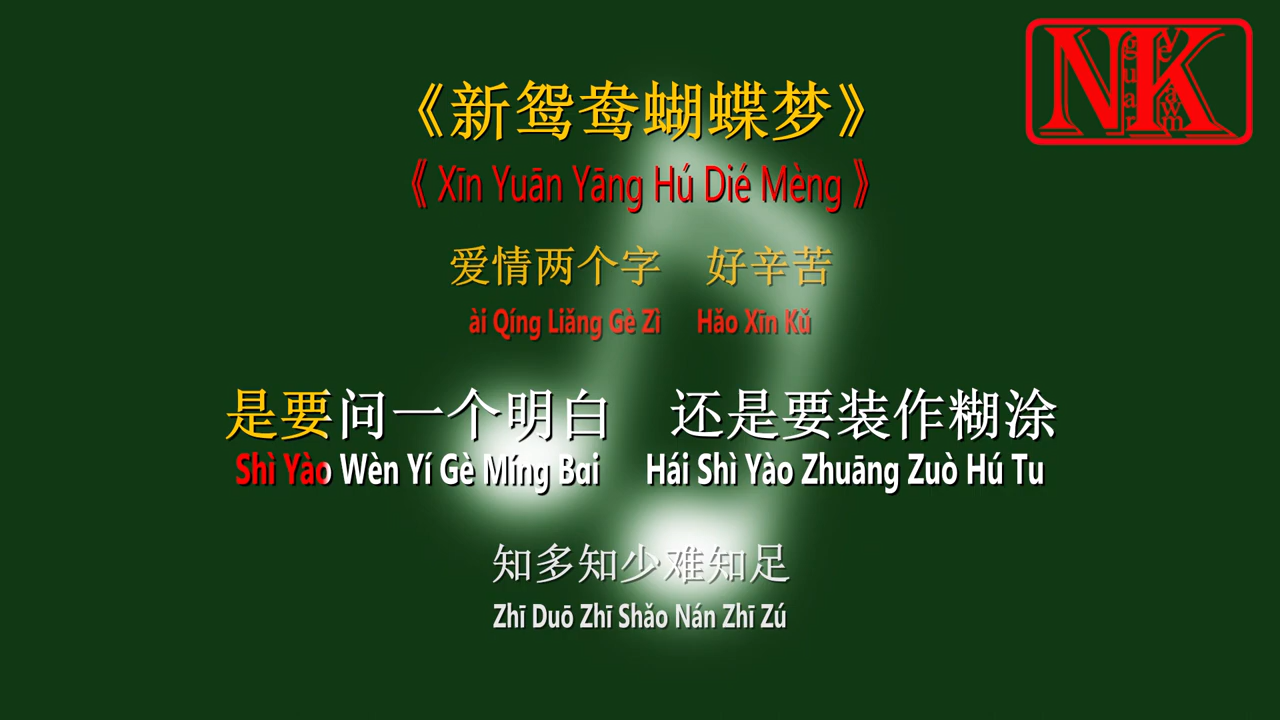 《新鸳鸯蝴蝶梦》
《Xīn Yuān Yāng Hú Dié Mèng》
爱情两个字 好辛苦
ài Qíng Liǎng Gè Zì Hǎo Xīn Kǔ
是要问一个明白 还是要装作糊涂
Shì Yào Wèn Yí Gè Míng Bai Hái Shì Yào Zhuāng Zuò Hú Tu
知多知少难知足
Zhī Duō Zhī Shǎo Nán Zhī Zú
NK